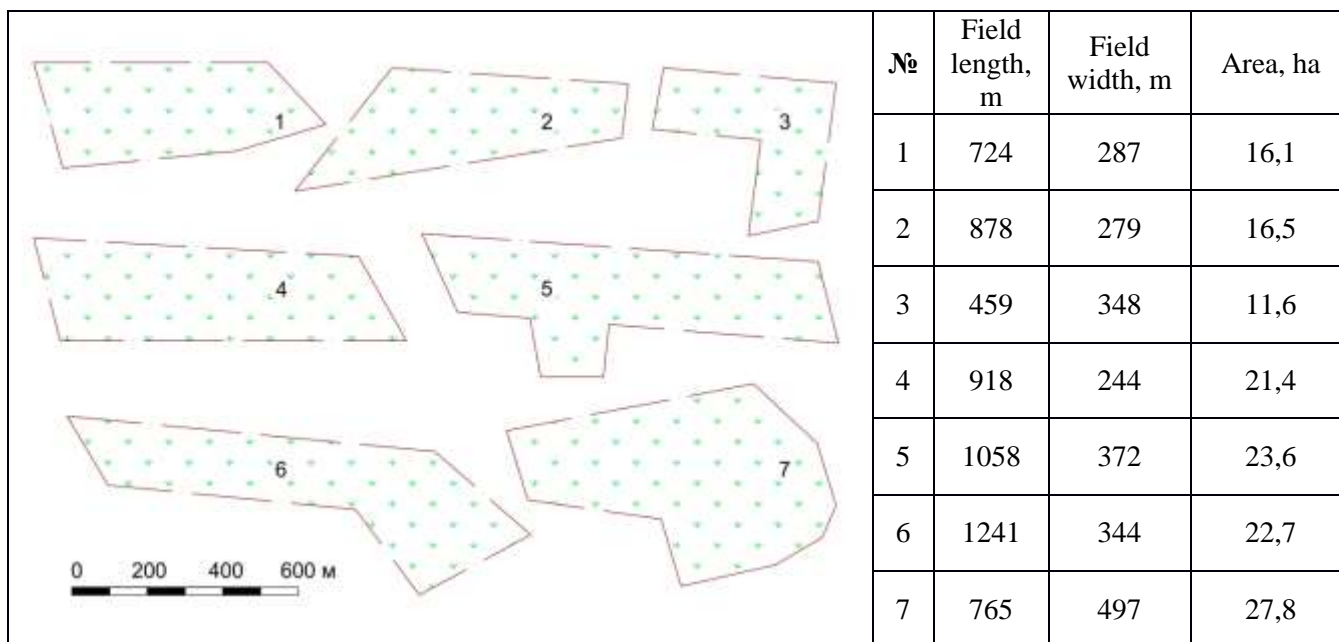 1
2
3
4
5
6
7
0 200 400 600 м
№ Field length, m Field width, m Area, ha
1 724 287 16,1
2 878 279 16,5
3 459 348 11,6
4 918 244 21,4
5 1058 372 23,6
6 1241 344 22,7
7 765 497 27,8